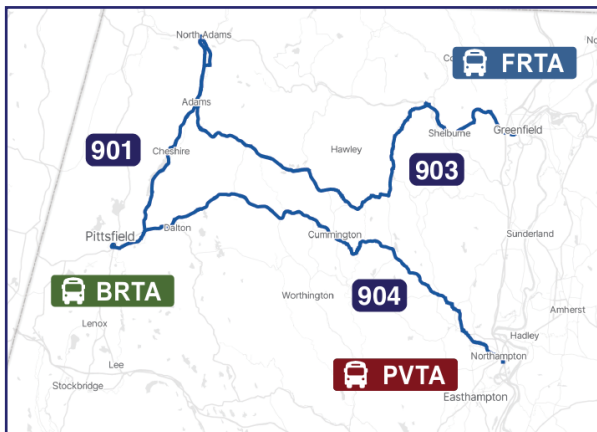 North Adams
Co
FRTA
Adams
Shelburne
Greenfield
901
Cheshire
Hawley
903
Pittsfield
Dalton
Cummington
Sunderland
BRTA
Worthington
904
Amherst
Lenox
Hadley
Lee
Northampton
PVTA
Stockbridge
Easthampton